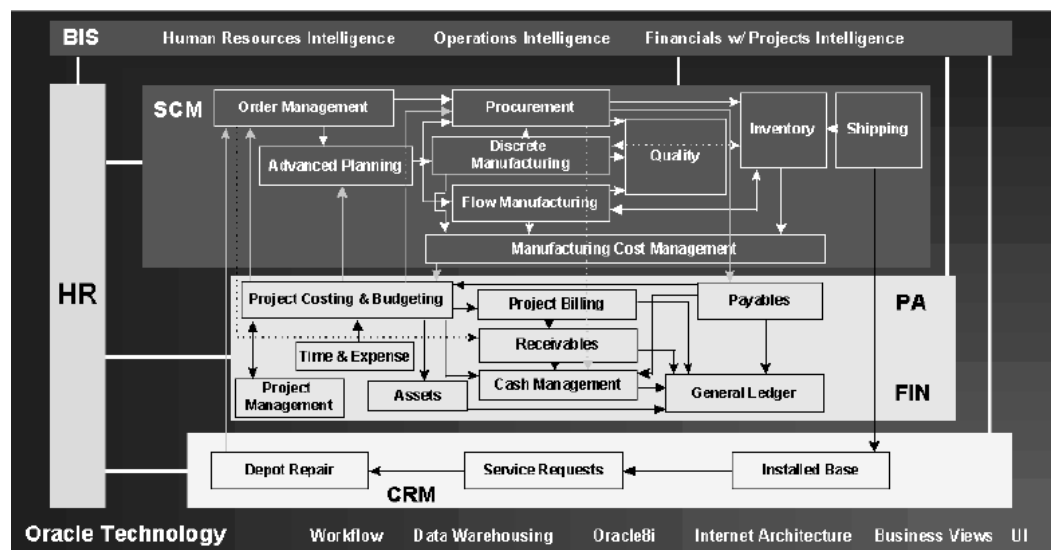 BIS Human Resources Intelligence Operations Intelligence Financials w/ Projects Intelligence
SCM
Order Management
Procurement
Inventory
Shipping
Advanced Planning
Discrete
Manufacturing
Quality
Flow Manufacturing
Manufacturing Cost Management
HR
Project Costing & Budgeting
Project Billing
Payables
PA
Time & Expense
Receivables
Project
Management
Assets
Cash Management
General Ledger
FIN
Depot Repair
Service Requests
Installed Base
CRM
Oracle Technology Workflow Data Warehousing Oracle8i Internet Architecture Business Views UI